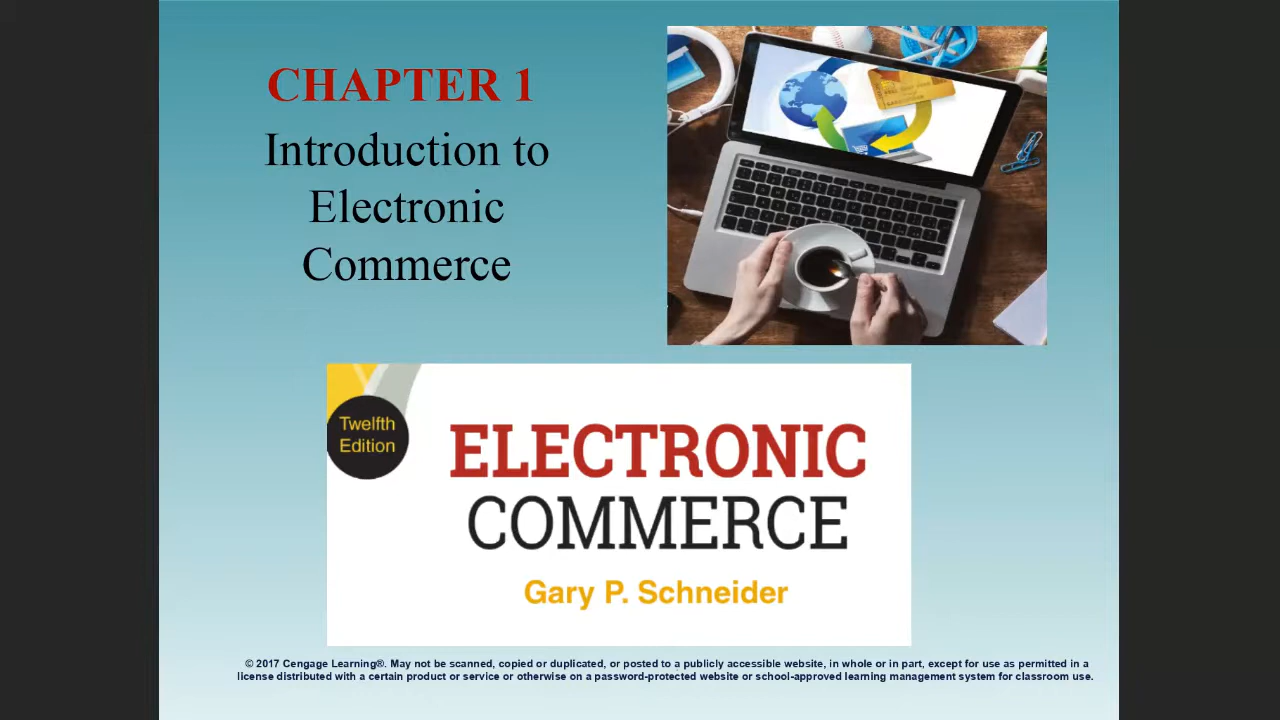 CHAPTER 1
Introduction to
Electronic
Commerce
Twelfth
Edition
ELECTRONIC
COMMERCE
Gary P. Schneider
© 2017 Cengage Learning®. May not be scanned, copied or duplicated, or posted to a publicly accessible website, in whole or in part, except for use as permitted in a
license distributed with a certain product or service or otherwise on a password-protected website or school-approved learning management system for classroom use.